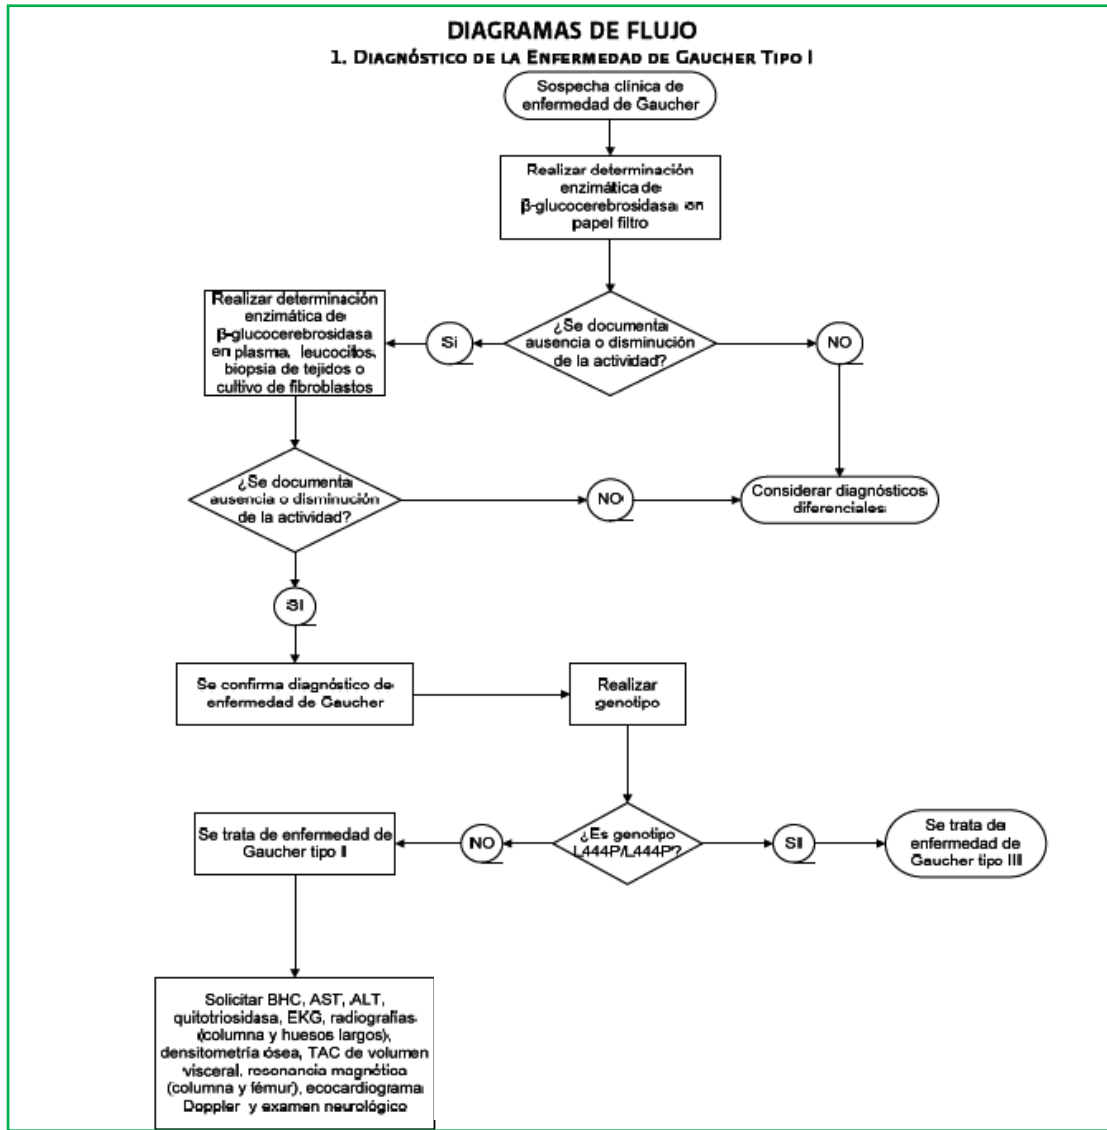 DIAGRAMAS DE FLUJO
1. DIAGNÓSTICO DE LA ENFERMEDAD DE GAUCHER TIPO I
Sospecha clínica de
enfermedad de Gaucher
Realizar determinación
enzimática de
β-glucocerebrosidasa en
papel filtro
¿Se documenta
ausencia o disminución
de la actividad?
Si
NO
Realizar determinación
enzimática de
β-glucocerebrosidasa
en plasma, leucocitos,
biopsia de tejidos o
cultivo de fibroblastos
¿Se documenta
ausencia o disminución
de la actividad?
NO
Considerar diagnósticos
diferenciales
SI
Se confirma diagnóstico de
enfermedad de Gaucher
Realizar
genotipo
¿Es genotipo
L444P/L444P?
NO
SI
Se trata de
enfermedad de
Gaucher tipo III
Se trata de enfermedad de
Gaucher tipo I
Solicitar BHC, AST, ALT,
quitotriosidasa, EKG, radiografías
(columna y huesos largos),
densitometría ósea, TAC de volumen
visceral, resonancia magnética
(columna y fémur), ecocardiograma
Doppler y examen neurológico